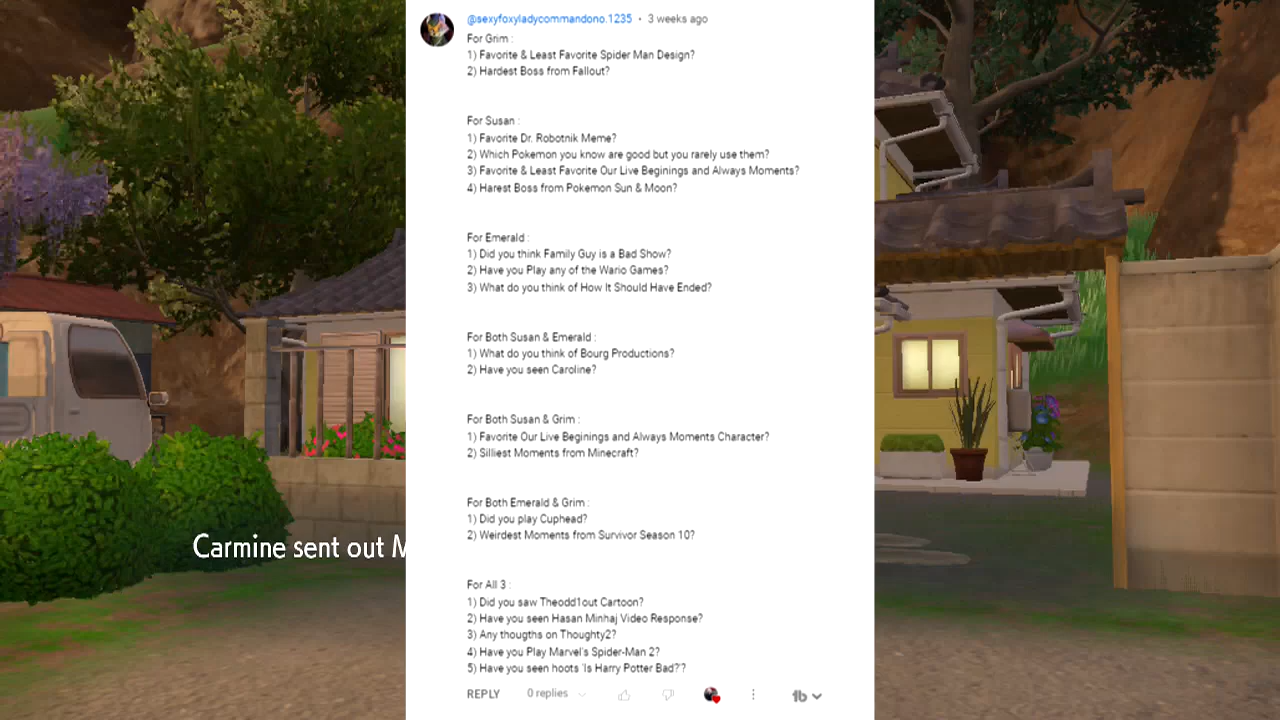 @sexyfoxyladycommandono.1235 • 3 weeks ago
For Grim :
1) Favorite & Least Favorite Spider Man Design?
2) Hardest Boss from Fallout?
For Susan :
1) Favorite Dr. Robotnik Meme?
2) Which Pokemon you know are good but you rarely use them?
3) Favorite & Least Favorite Our Live Beginings and Always Moments?
4) Harest Boss from Pokemon Sun & Moon?
For Emerald :
1) Did you think Family Guy is a Bad Show?
2) Have you Play any of the Wario Games?
3) What do you think of How It Should Have Ended?
For Both Susan & Emerald :
1) What do you think of Bourg Productions?
2) Have you seen Caroline?
For Both Susan & Grim :
1) Favorite Our Live Beginings and Always Moments Character?
2) Silliest Moments from Minecraft?
For Both Emerald & Grim :
1) Did you play Cuphead?
2) Weirdest Moments from Survivor Season 10?
Carmine sent out M
For All 3 :
1) Did you saw Theodd1out Cartoon?
2) Have you seen Hasan Minhaj Video Response?
3) Any thougths on Thoughty2?
4) Have you Play Marvel's Spider-Man 2?
5) Have you seen hoots 'Is Harry Potter Bad?'?
REPLY 0 replies